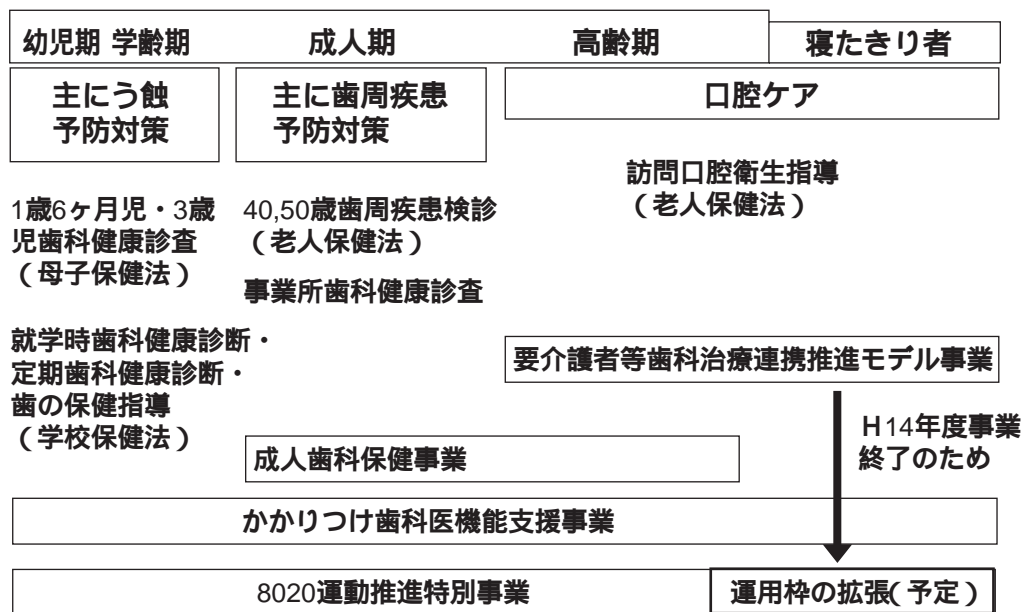 幼児期 学齢期
成人期
高齢期
寝たきり者
主にう蝕
予防対策
主に歯周疾患
予防対策
口腔ケア
1歳6ヶ月児・3歳
児歯科健康診査
（母子保健法）
40,50歳歯周疾患検診
（老人保健法）
事業所歯科健康診査
訪問口腔衛生指導
（老人保健法）
就学時歯科健康診断・
定期歯科健康診断・
歯の保健指導
（学校保健法）
要介護者等歯科治療連携推進モデル事業
H14年度事業
終了のため
成人歯科保健事業
かかりつけ歯科医機能支援事業
8020運動推進特別事業
運用枠の拡張（予定）